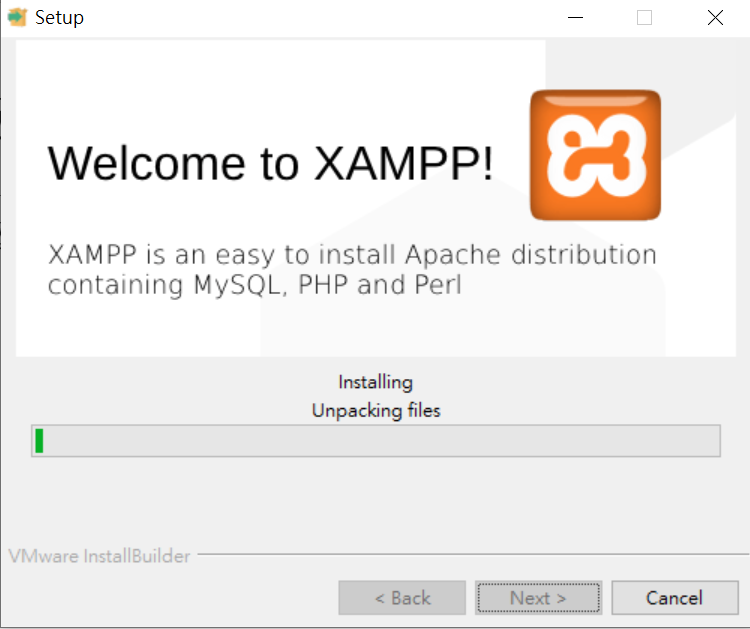 Setup
Welcome to XAMPP!
XAMPP is an easy to install Apache distribution
containing MySQL, PHP and Perl
Installing
Unpacking files
VMware InstallBuilder
< Back
Next >
Cancel